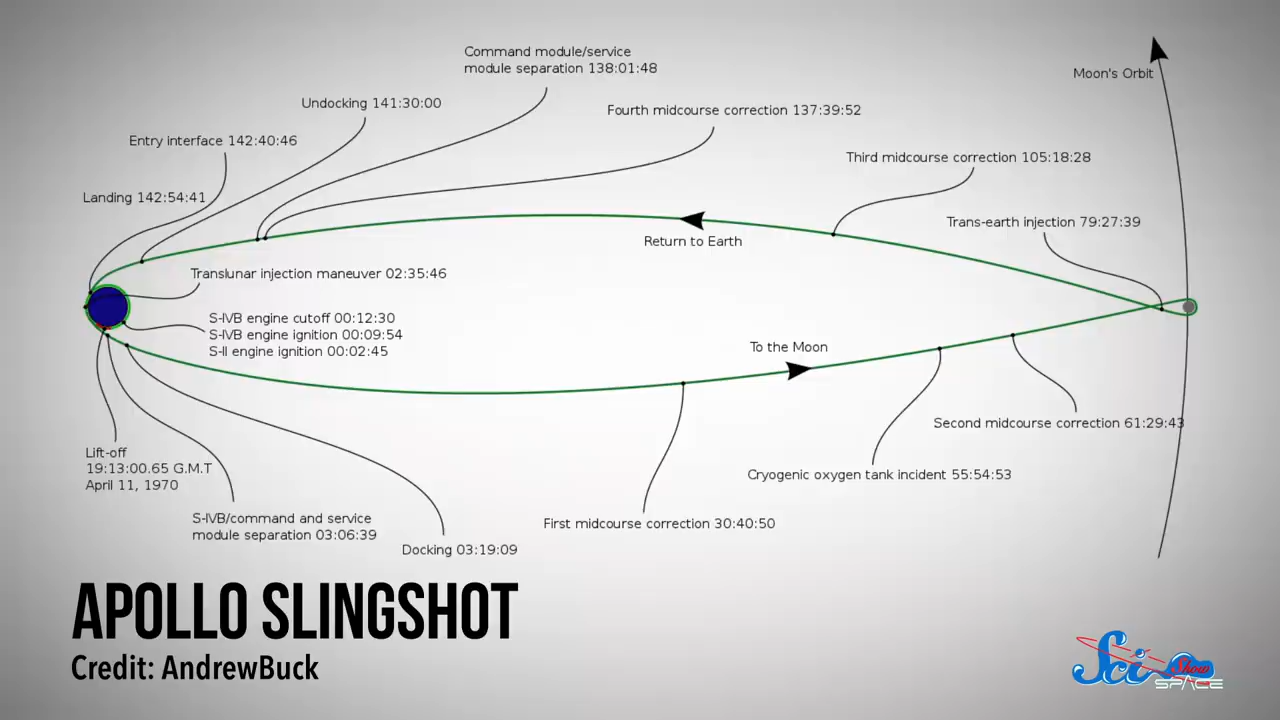 Command module/service
module separation 138:01:48
Moon's Orbit
Undocking 141:30:00
Fourth midcourse correction 137:39:52
Entry interface 142:40:46
Third midcourse correction 105:18:28
Landing 142:54:41
Trans-earth injection 79:27:39
Return to Earth
Translunar injection maneuver 02:35:46
S-IVB engine cutoff 00:12:30
S-IVB engine ignition 00:09:54
S-II engine ignition 00:02:45
To the Moon
Second midcourse correction 61:29:43
Lift-off
19:13:00.65 G.M.T
April 11, 1970
Cryogenic oxygen tank incident 55:54:53
S-IVB/command and service
module separation 03:06:39
First midcourse correction 30:40:50
Docking 03:19:09
APOLLO SLINGSHOT
Credit: AndrewBuck
Sci Show
SPACE